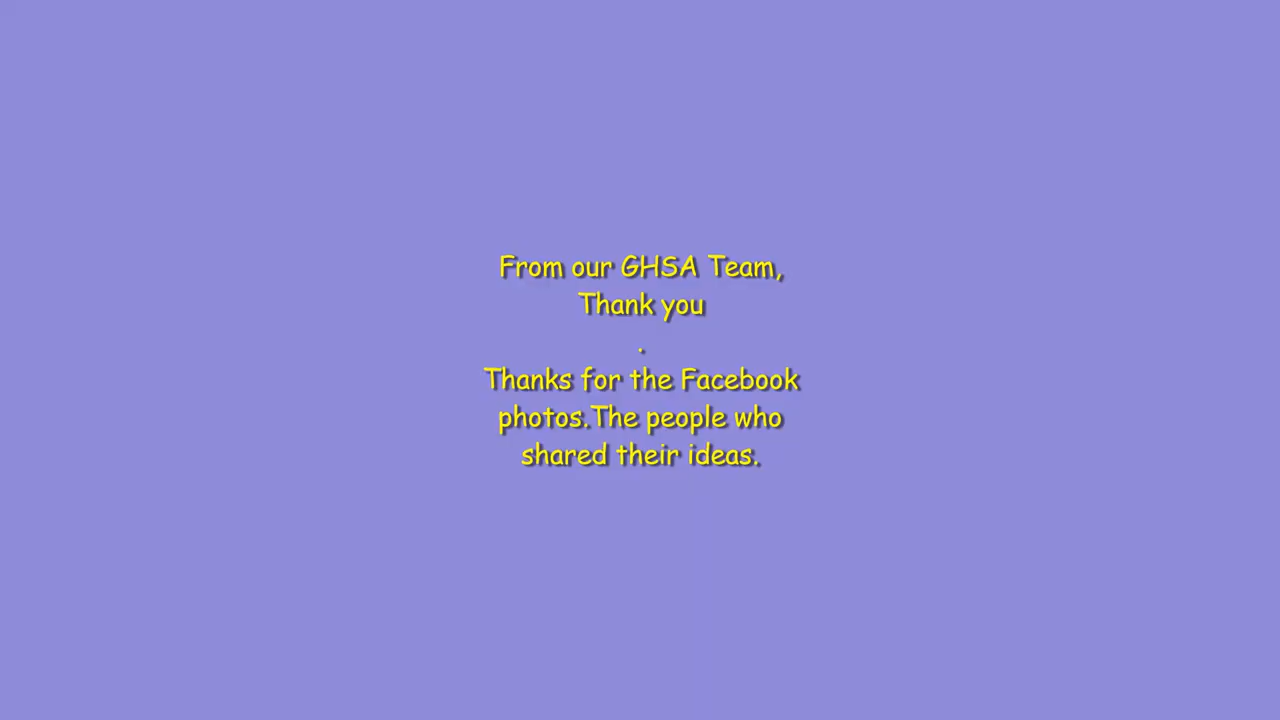 From our GHSA Team,
Thank you
.
Thanks for the Facebook
photos.The people who
shared their ideas.